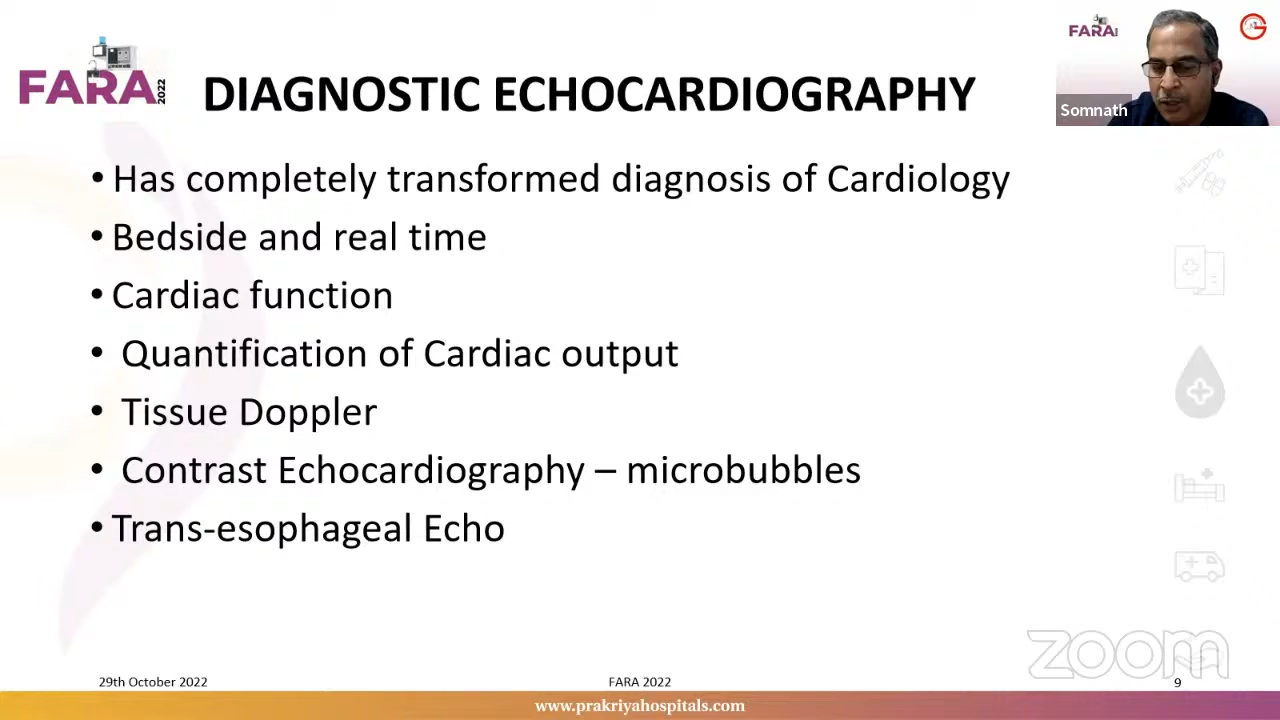 FARA 2022
DIAGNOSTIC ECHOCARDIOGRAPHY
FARA
Somnath
• Has completely transformed diagnosis of Cardiology
• Bedside and real time
• Cardiac function
• Quantification of Cardiac output
• Tissue Doppler
• Contrast Echocardiography – microbubbles
• Trans-esophageal Echo
zoom
29th October 2022
FARA 2022
9
www.prakriyahospitals.com